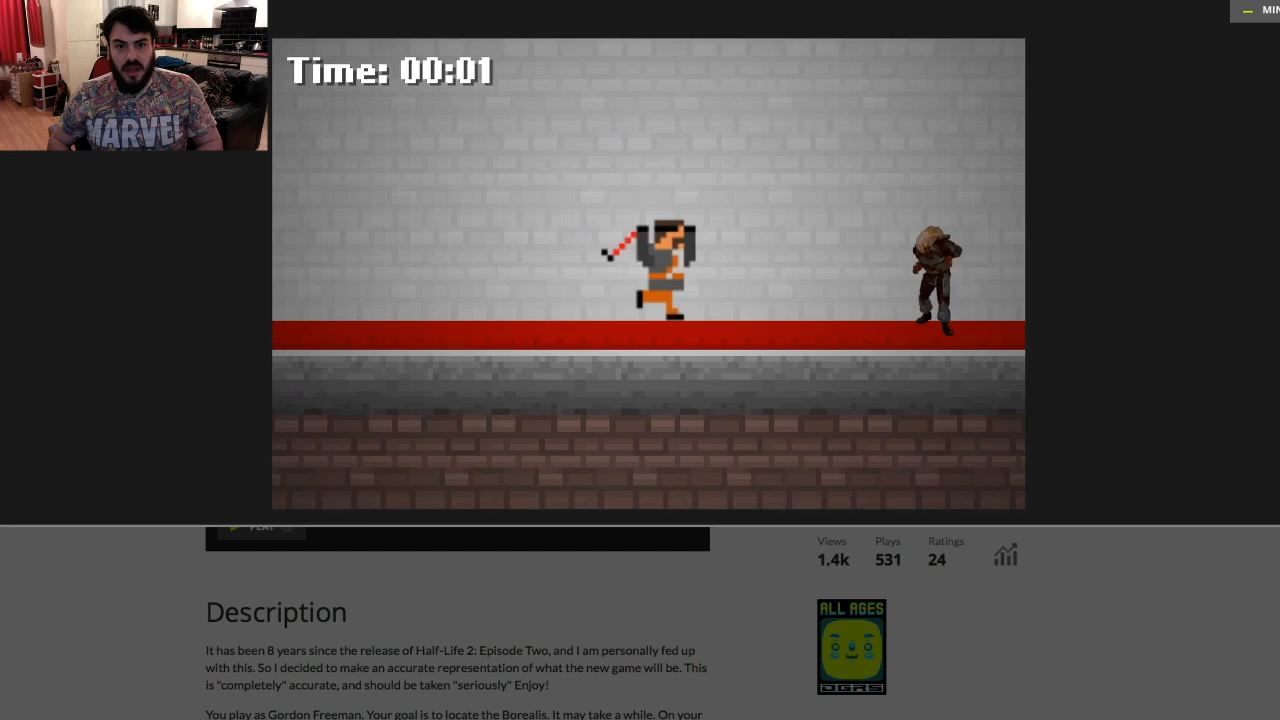 MARVEL
Time: 00:01
Views Plays Ratings
1.4k 531 24
Description
ALL AGES
It has been 8 years since the release of Half-Life 2: Episode Two, and I am personally fed up
with this. So I decided to make an accurate representation of what the new game will be. This
is "completely" accurate, and should be taken "seriously" Enjoy!
DGRS
You play as Gordon Freeman. Your goal is to locate the Borealis. It may take a while. On your